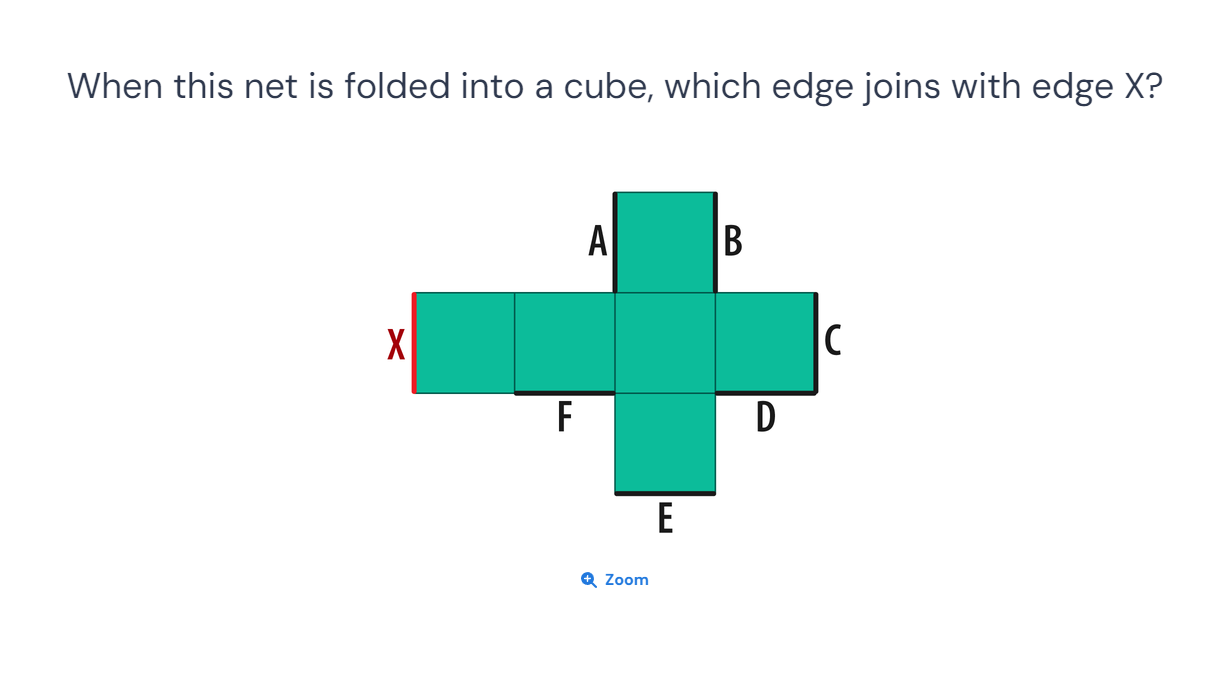 When this net is folded into a cube, which edge joins with edge X?
A
B
X
C
F
D
E
Zoom